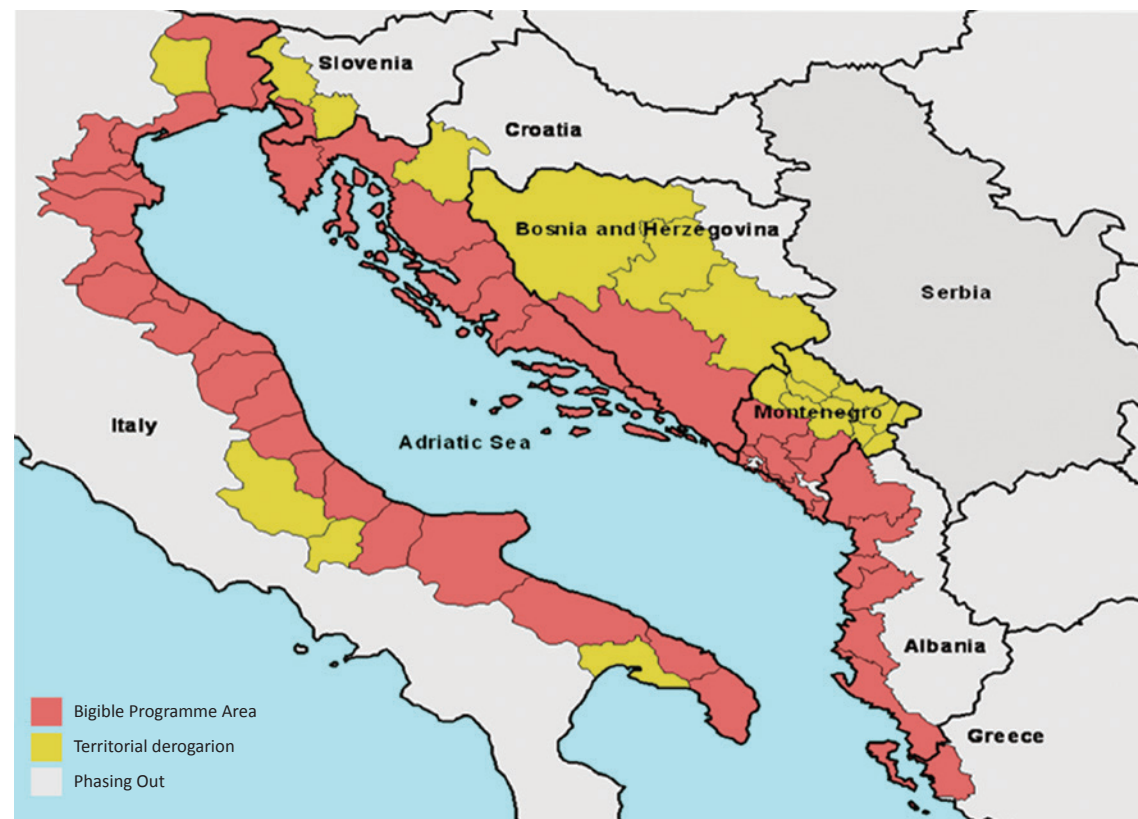 Slovenia
Croatia
Bosnia and Herzegovina
Serbia
Montenegro
Italy
Adriatic Sea
Albania
Greece
Bigible Programme Area
Territorial derogarion
Phasing Out